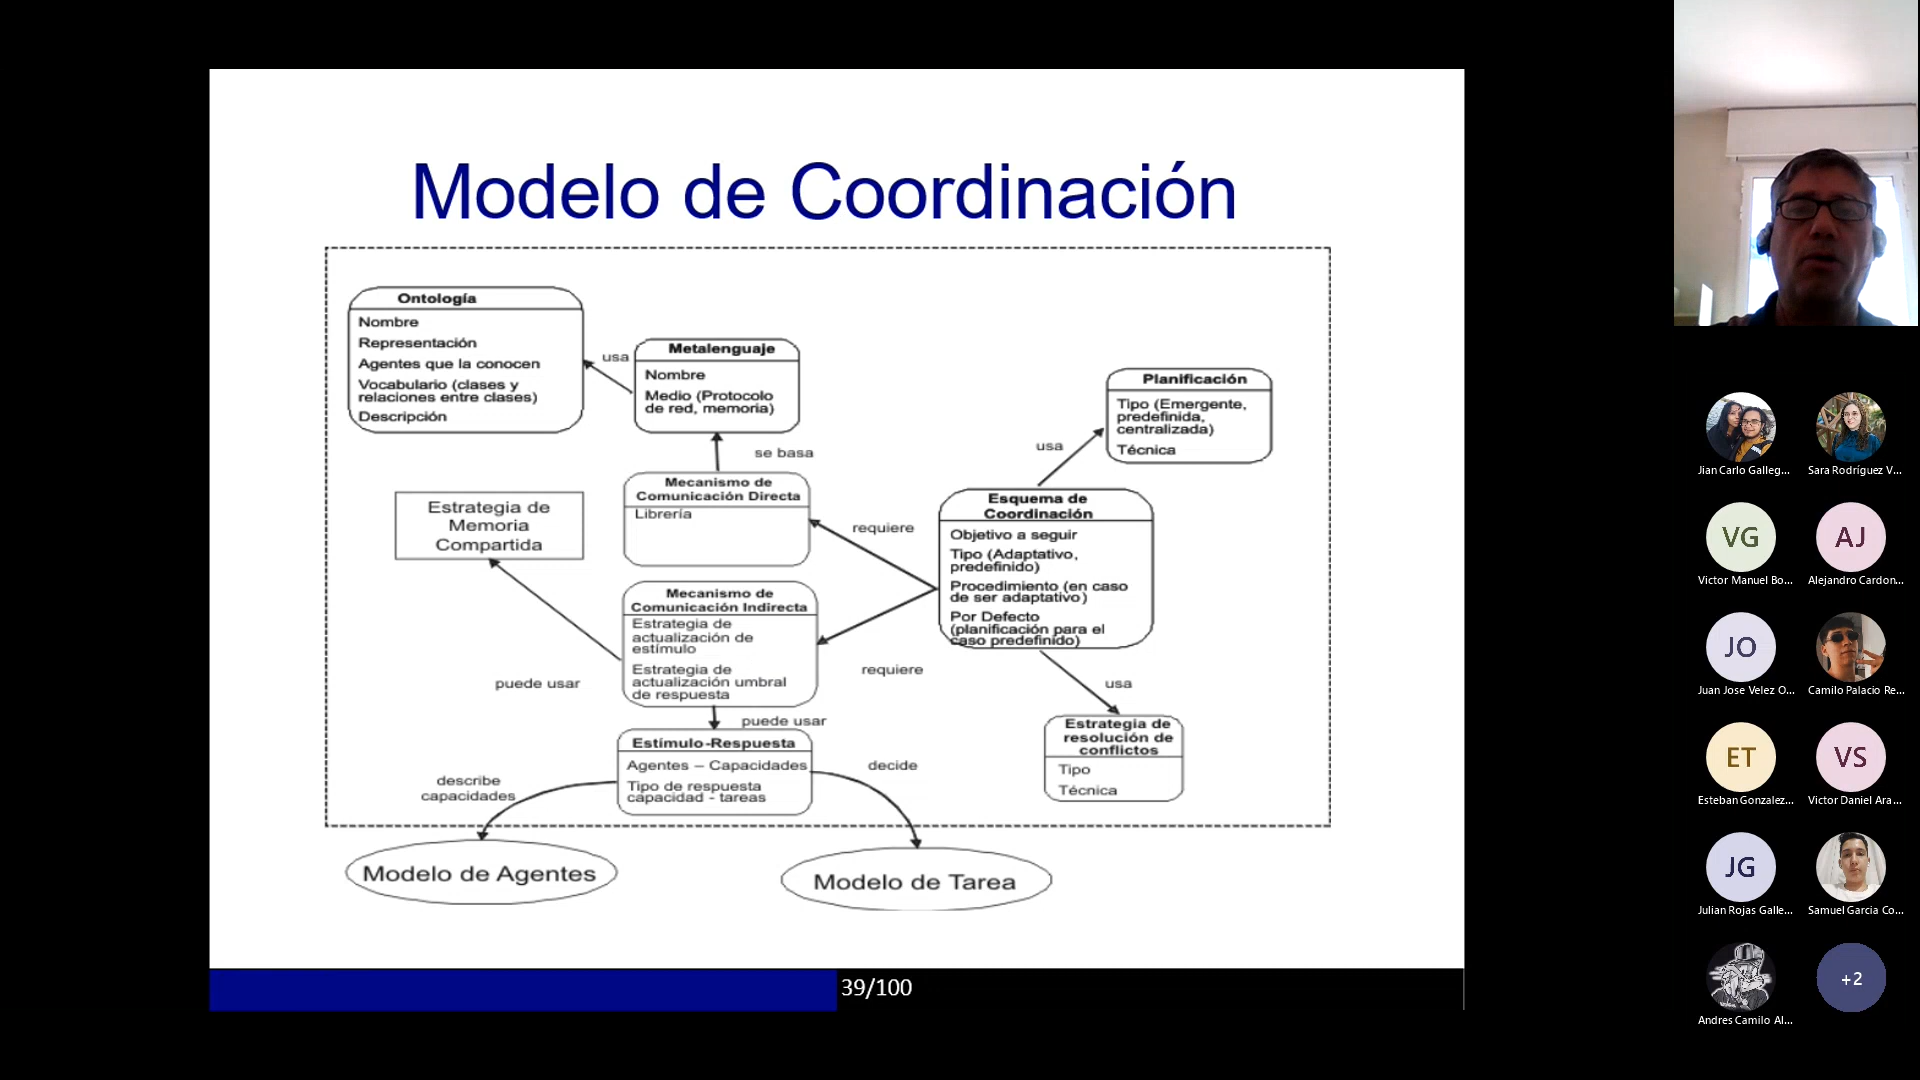 Modelo de Coordinación
Ontología
Nombre
Representación
Agentes que la conocen
Vocabulario (clases y
relaciones entre clases)
Descripción
usa
Metalenguaje
Nombre
Medio (Protocolo
de red, memoria)
Planificación
Tipo (Emergente,
predefinida,
centralizada)
Técnica
usa
se basa
Mecanismo de
Comunicación Directa
Librería
Estrategia de
Memoria
Compartida
requiere
Esquema de
Coordinación
Objetivo a seguir
Tipo (Adaptativo,
predefinido)
Procedimiento (en caso
de ser adaptativo)
Por Defecto
(planificación para el
caso predefinido)
Mecanismo de
Comunicación Indirecta
Estrategia de
actualización de
estímulo
Estrategia de
actualización umbral
de respuesta
requiere
puede usar
usa
puede usar
Estímulo-Respuesta
Agentes – Capacidades
Tipo de respuesta
capacidad - tareas
Estrategia de
resolución de
conflictos
Tipo
Técnica
describe
capacidades
decide
Modelo de Agentes
Modelo de Tarea
39/100
Jian Carlo Galleg...
Sara Rodríguez V...
VG
Victor Manuel Bo...
AJ
Alejandro Cardon...
JO
Juan Jose Velez O...
Camilo Palacio Re...
ET
Esteban Gonzalez...
VS
Victor Daniel Ara...
JG
Julian Rojas Galle...
Samuel Garcia Co...
Andres Camilo Al...
+2